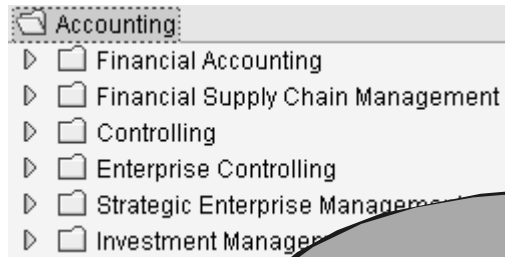 Accounting
Financial Accounting
Financial Supply Chain Management
Controlling
Enterprise Controlling
Strategic Enterprise
Investment